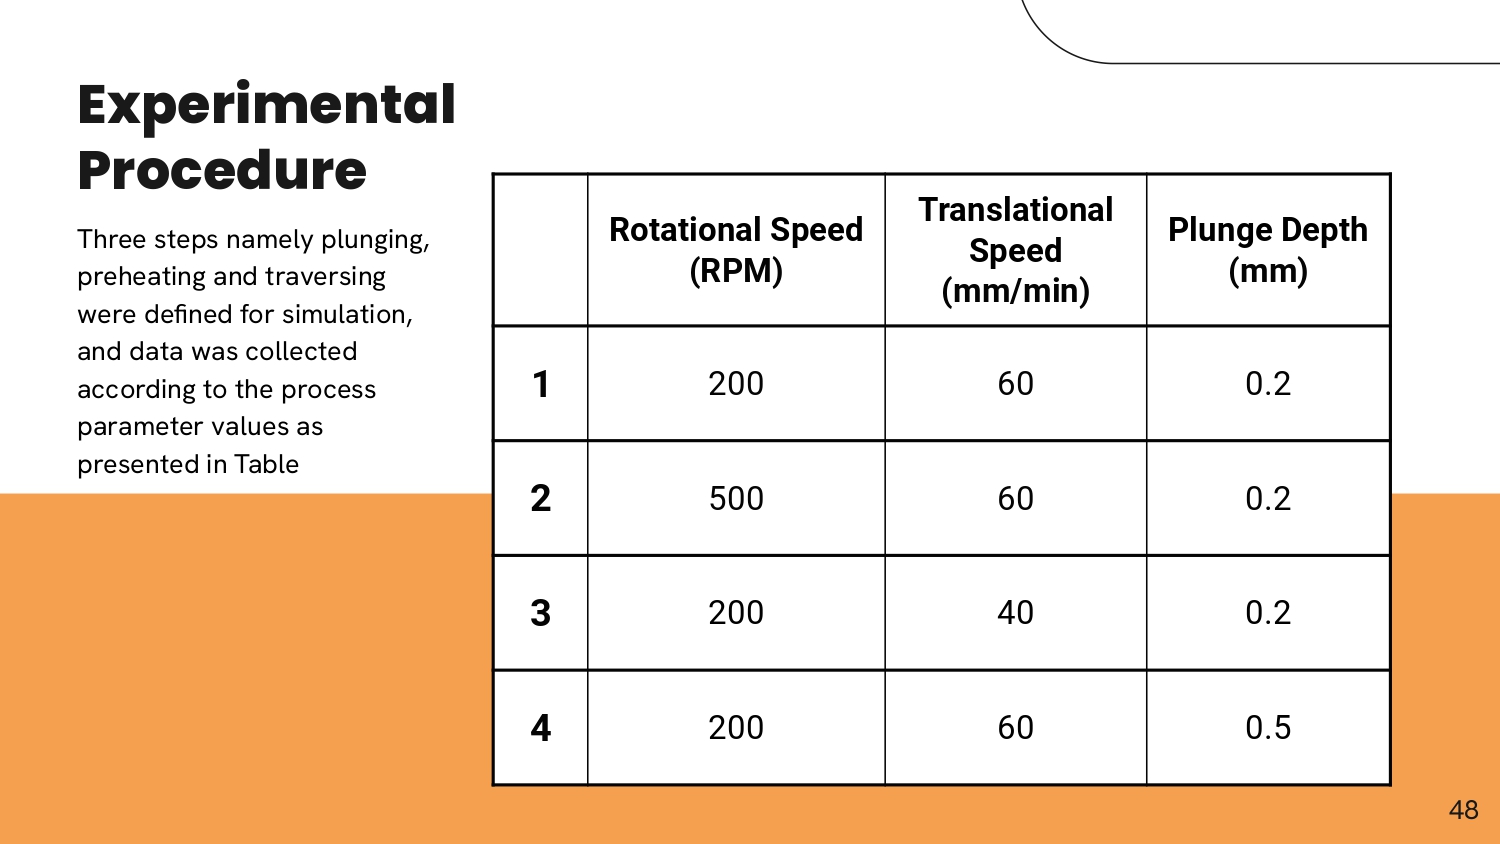 Experimental
Procedure
Three steps namely plunging,
preheating and traversing
were defined for simulation,
and data was collected
according to the process
parameter values as
presented in Table
Rotational Speed
(RPM)
Translational
Speed
(mm/min)
Plunge Depth
(mm)
1 200 60 0.2
2 500 60 0.2
3 200 40 0.2
4 200 60 0.5
48